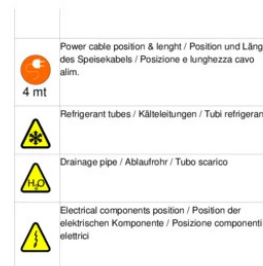 Power cable position & lenght / Position und Läng
des Speisekabels / Posizione e lunghezza cavo
alim.
4 mt
Refrigerant tubes / Kälteleitungen / Tubi refrigeran
H2O
Drainage pipe / Ablaufrohr / Tubo scarico
Electrical components position / Position der
elektrischen Komponente / Posizione componenti
elettrici